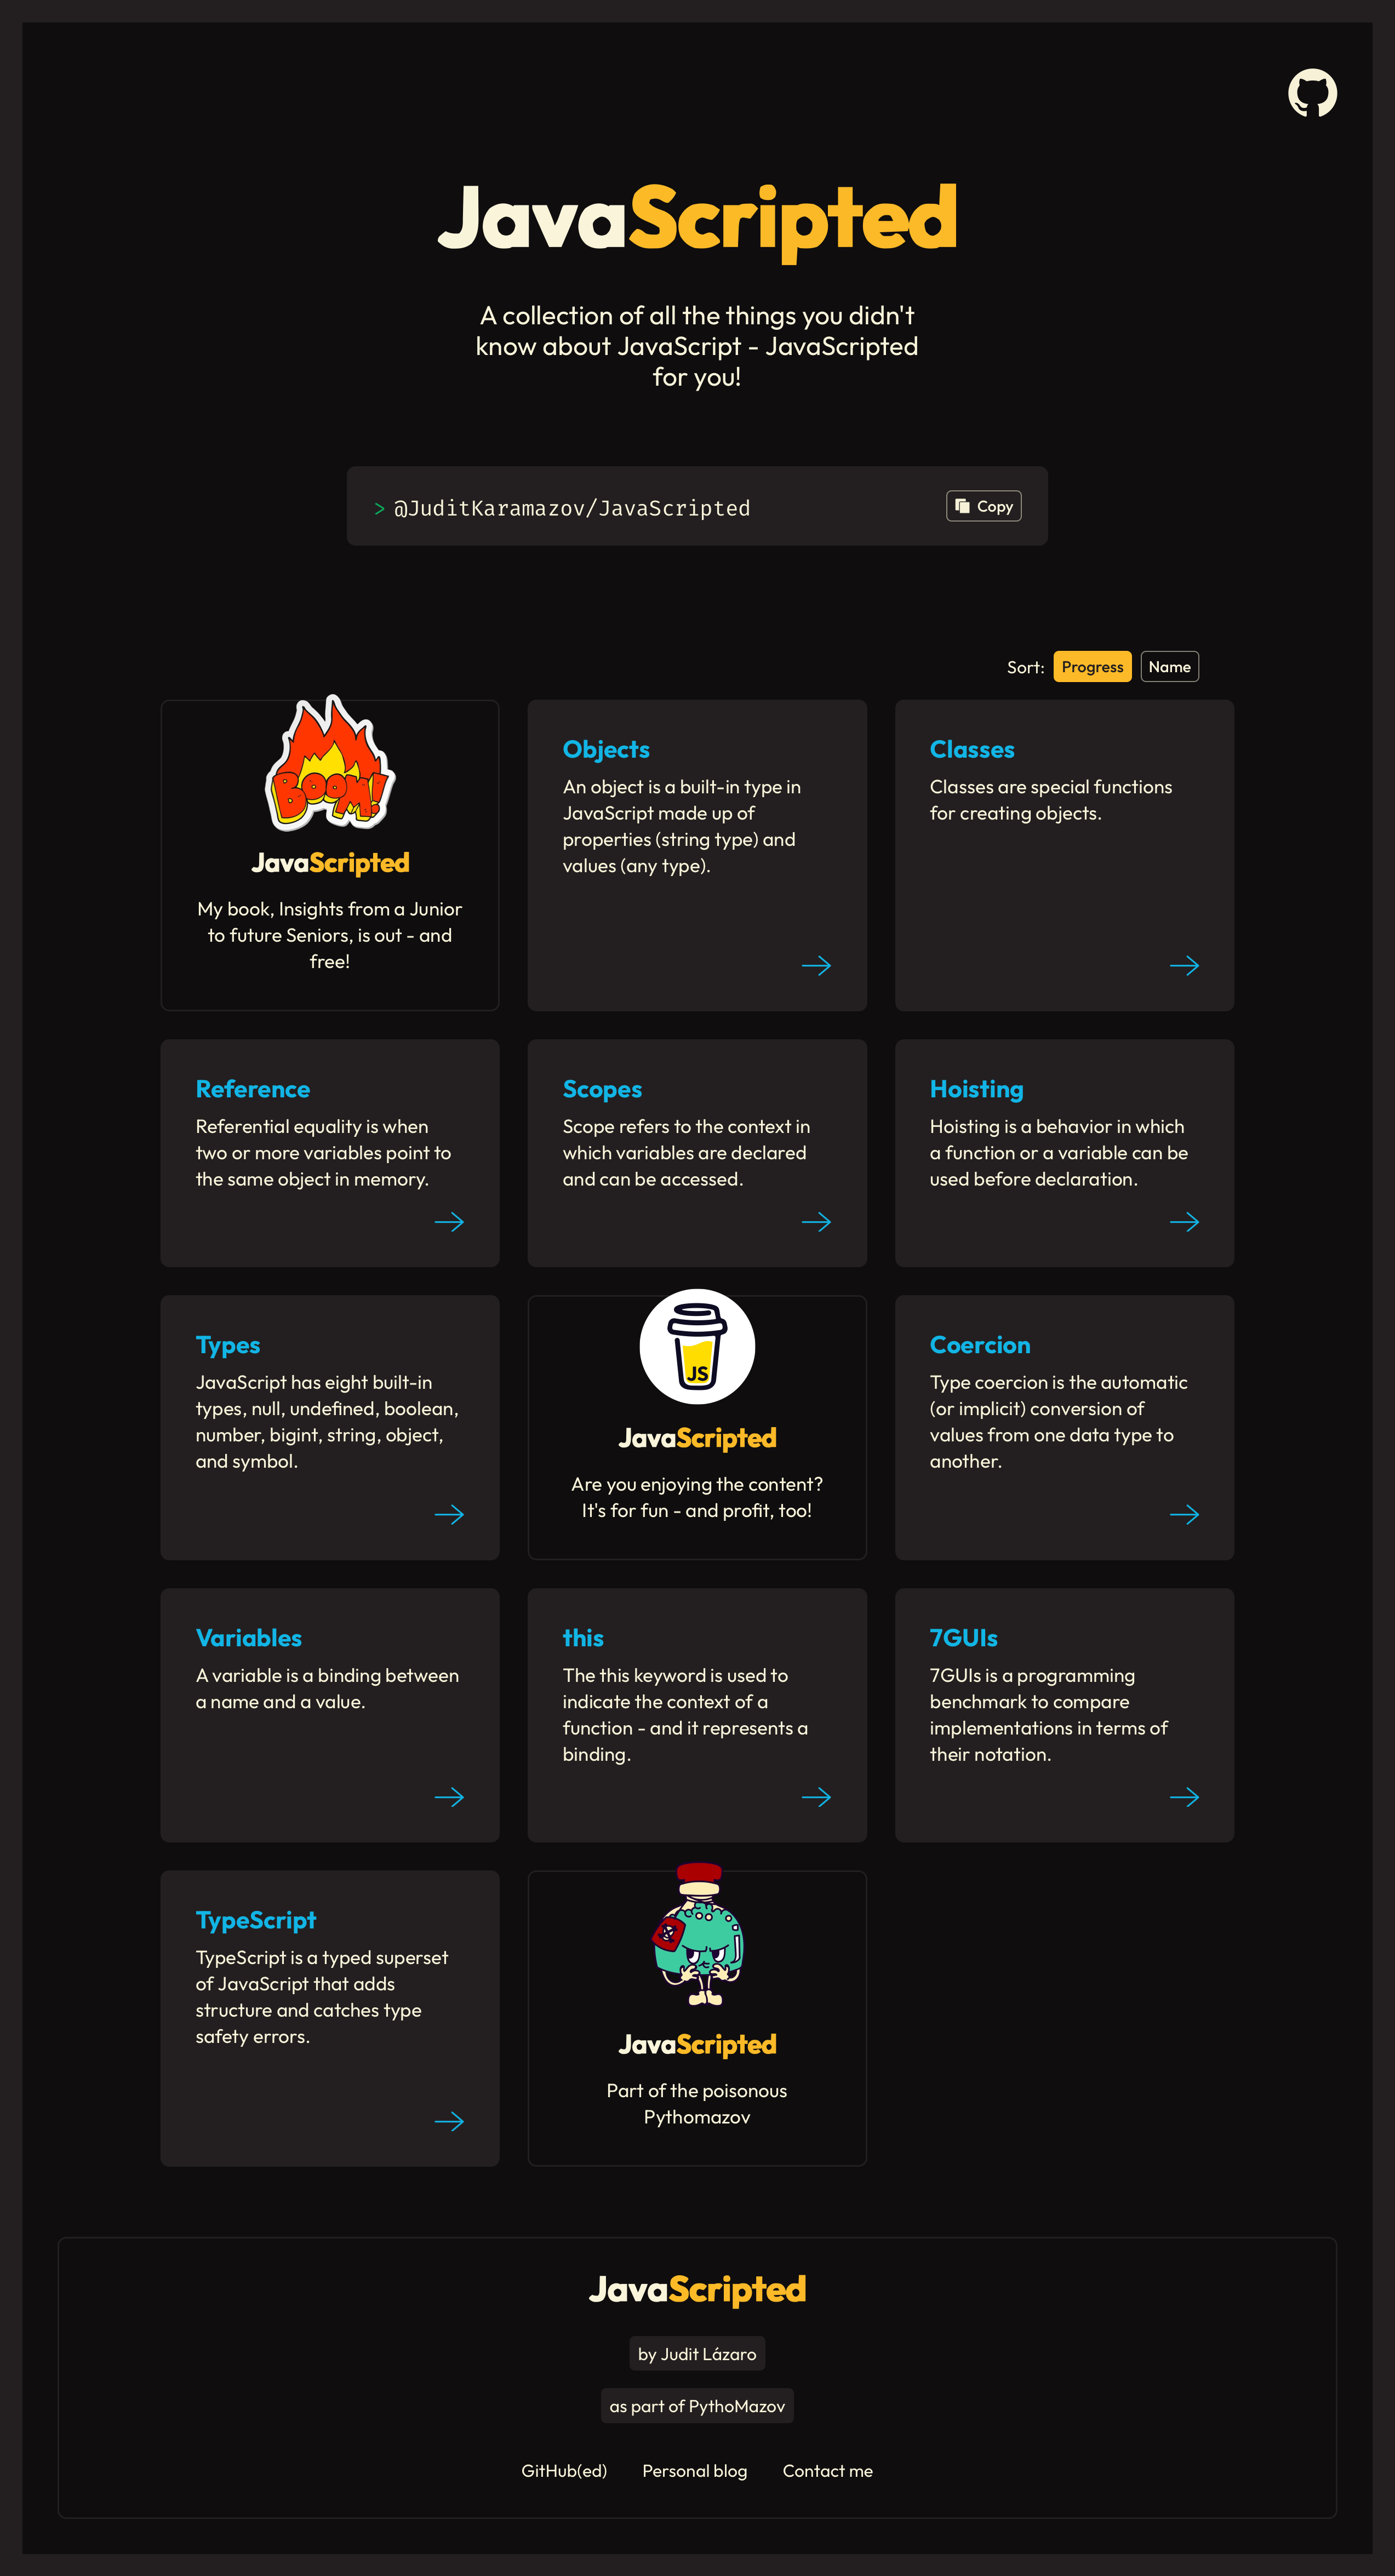 JavaScripted
A collection of all the things you didn't
know about JavaScript - JavaScripted
for you!
> @JuditKaramazov/JavaScripted
Copy
Sort: Progress Name
BOOM!
JavaScripted
My book, Insights from a Junior
to future Seniors, is out - and
free!
Objects
An object is a built-in type in
JavaScript made up of
properties (string type) and
values (any type).
Classes
Classes are special functions
for creating objects.
Reference
Referential equality is when
two or more variables point to
the same object in memory.
Scopes
Scope refers to the context in
which variables are declared
and can be accessed.
Hoisting
Hoisting is a behavior in which
a function or a variable can be
used before declaration.
Types
JavaScript has eight built-in
types, null, undefined, boolean,
number, bigint, string, object,
and symbol.
JS
JavaScripted
Are you enjoying the content?
It's for fun - and profit, too!
Coercion
Type coercion is the automatic
(or implicit) conversion of
values from one data type to
another.
Variables
A variable is a binding between
a name and a value.
this
The this keyword is used to
indicate the context of a
function - and it represents a
binding.
7GUIs
7GUIs is a programming
benchmark to compare
implementations in terms of
their notation.
TypeScript
TypeScript is a typed superset
of JavaScript that adds
structure and catches type
safety errors.
JavaScripted
Part of the poisonous
Pythomazov
JavaScripted
by Judit Lázaro
as part of PythoMazov
GitHub(ed) Personal blog Contact me